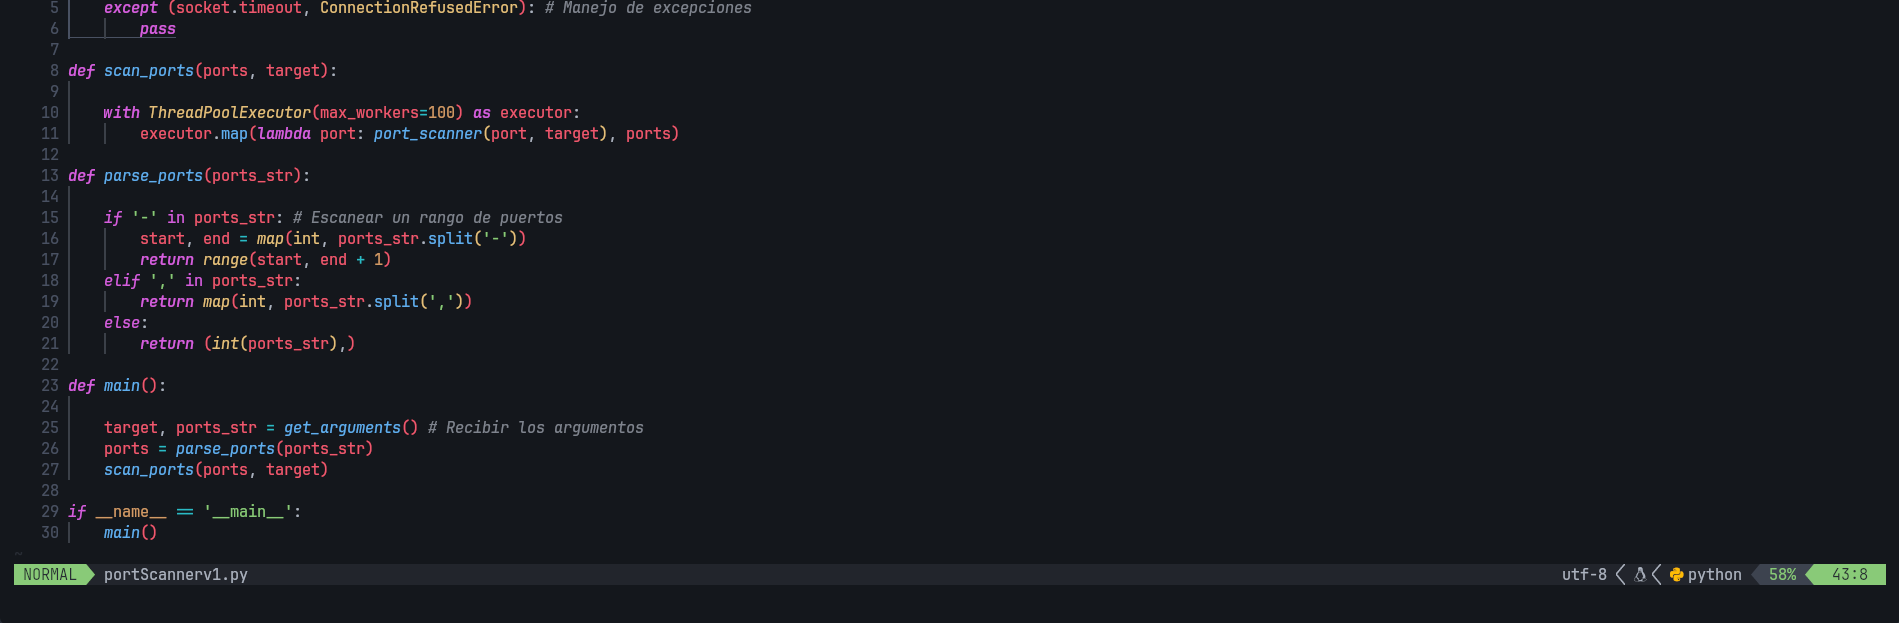 5 except (socket.timeout, ConnectionRefusedError): # Manejo de excepciones
6 pass
7
8 def scan_ports(ports, target):
9
10 with ThreadPoolExecutor(max_workers=100) as executor:
11 executor.map(lambda port: port_scanner(port, target), ports)
12
13 def parse_ports(ports_str):
14
15 if '-' in ports_str: # Escanear un rango de puertos
16 start, end = map(int, ports_str.split('-'))
17 return range(start, end + 1)
18 elif ',' in ports_str:
19 return map(int, ports_str.split(','))
20 else:
21 return (int(ports_str),)
22
23 def main():
24
25 target, ports_str = get_arguments() # Recibir los argumentos
26 ports = parse_ports(ports_str)
27 scan_ports(ports, target)
28
29 if __name__ == '__main__':
30 main()
~
NORMAL portScannerv1.py utf-8 python 58% 43:8